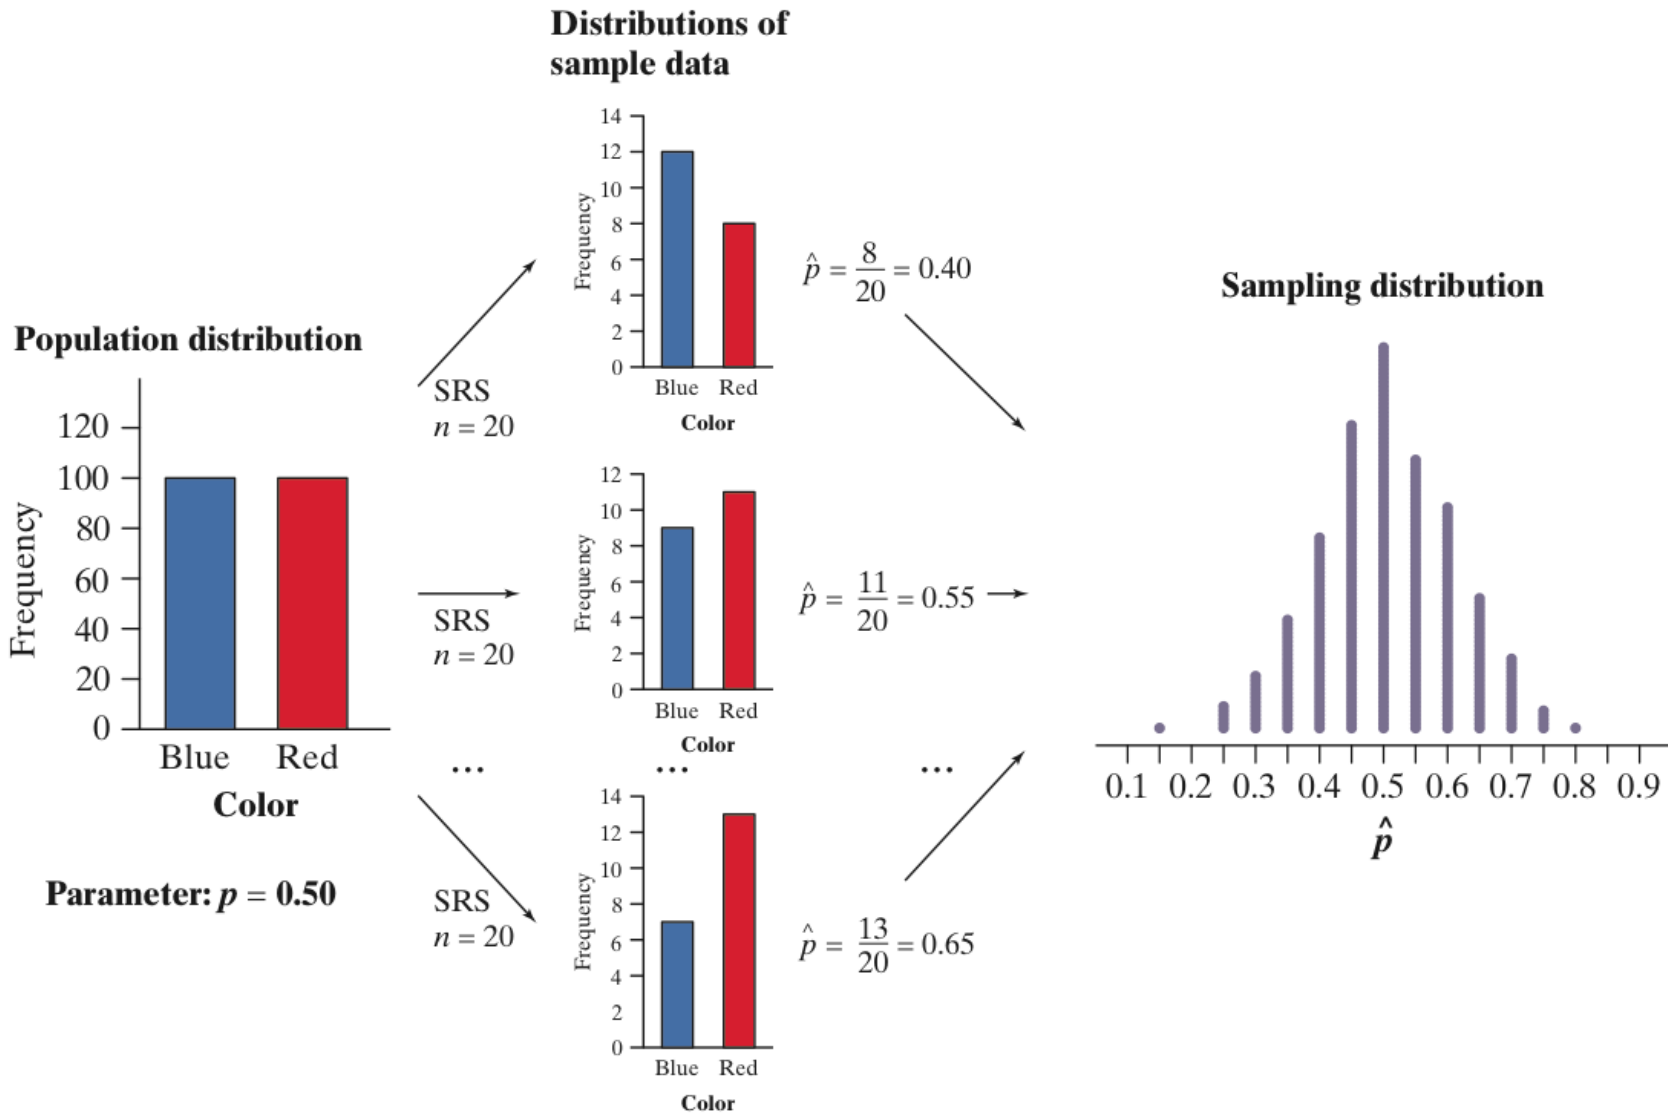 Population distribution
Frequency
120
100
80
60
40
20
0
Blue Red
Color
Parameter: p = 0.50
SRS
n = 20
SRS
n = 20
...
SRS
n = 20
Distributions of
sample data
Frequency
14
12
10
8
6
4
2
0
Blue Red
Color
p̂ = 8/20 = 0.40
Frequency
12
10
8
6
4
2
0
Blue Red
Color
p̂ = 11/20 = 0.55
...
...
Frequency
14
12
10
8
6
4
2
0
Blue Red
Color
p̂ = 13/20 = 0.65
Sampling distribution
0.1 0.2 0.3 0.4 0.5 0.6 0.7 0.8 0.9
p̂